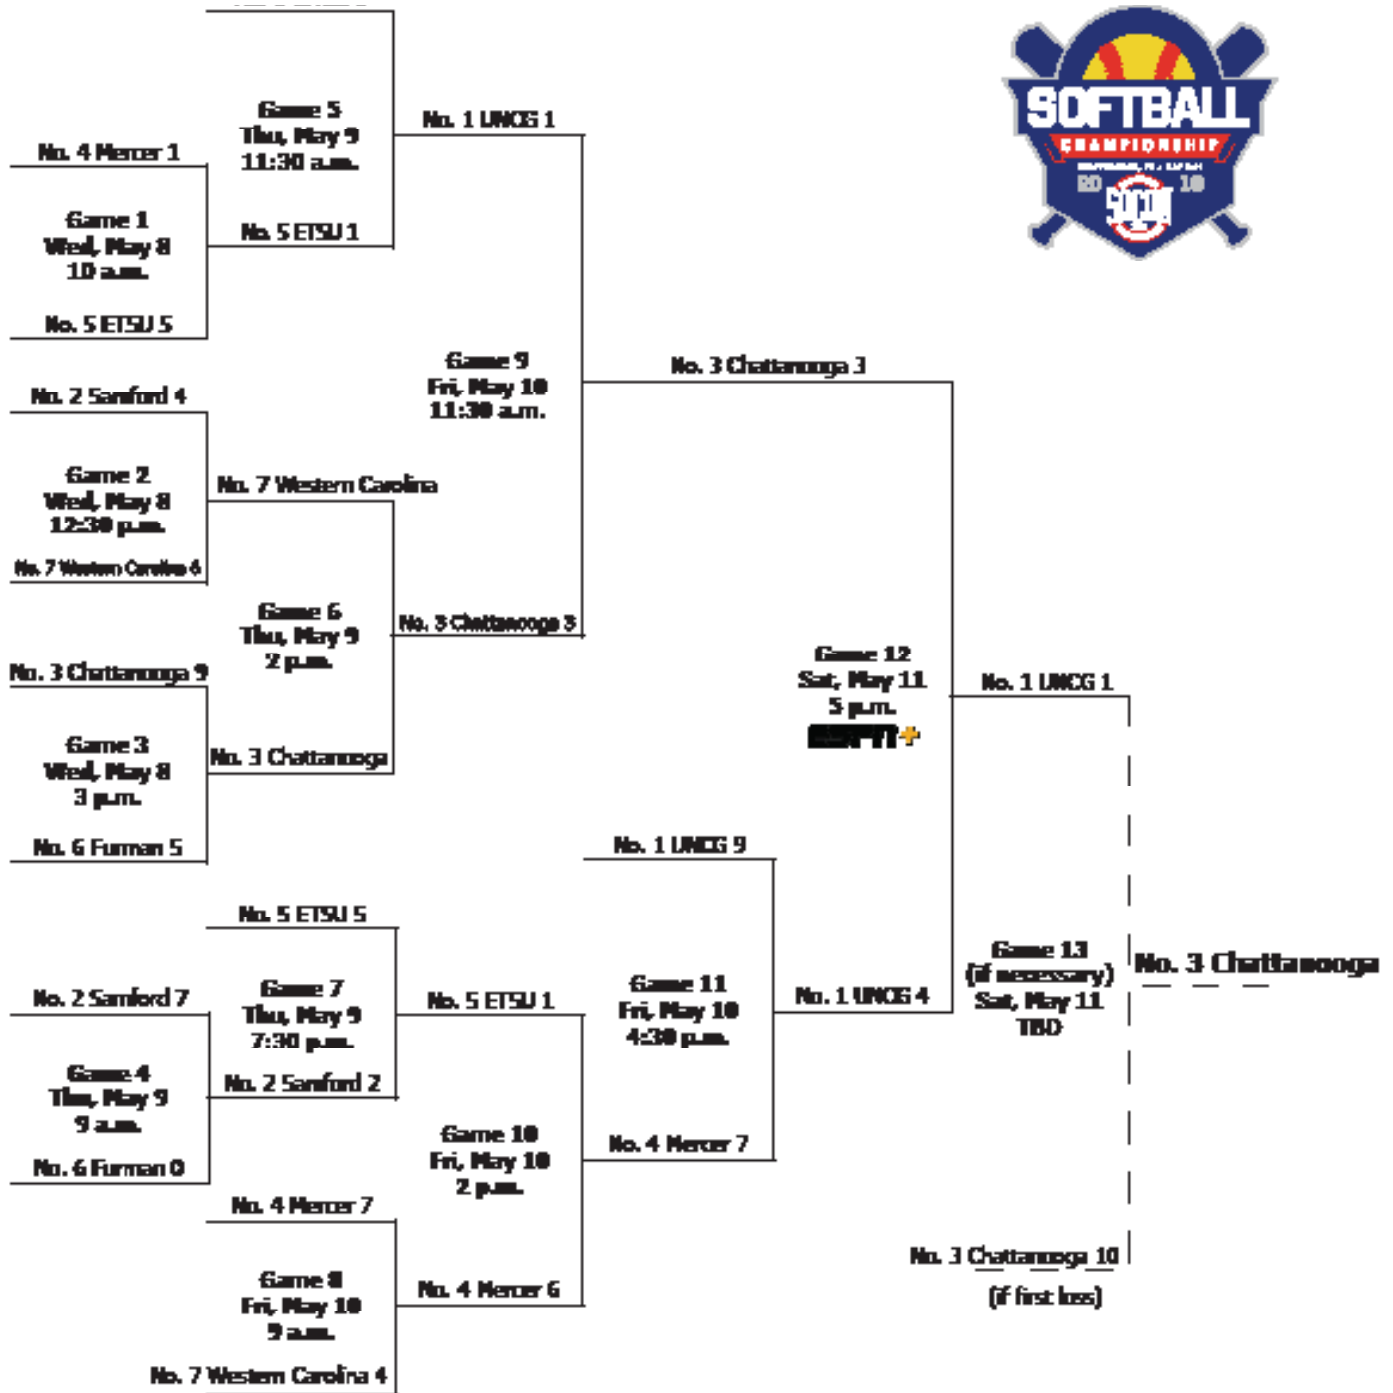 SOFTBALL
CHAMPIONSHIP
20 18
SOCON
Game 5
Thu, May 9
11:30 a.m.
No. 1 UNCG 1
No. 4 Mercer 1
Game 1
Wed, May 8
10 a.m.
No. 5 ETSU 1
No. 5 ETSU 5
Game 9
Fri, May 10
11:30 a.m.
No. 3 Chattanooga 3
No. 2 Samford 4
Game 2
Wed, May 8
12:30 p.m.
No. 7 Western Carolina
No. 7 Western Carolina 6
Game 6
Thu, May 9
2 p.m.
No. 3 Chattanooga 3
No. 3 Chattanooga 9
Game 3
Wed, May 8
3 p.m.
No. 3 Chattanooga
No. 6 Furman 5
Game 12
Sat, May 11
5 p.m.
ESPN+
No. 1 UNCG 1
No. 1 UNCG 9
No. 5 ETSU 5
No. 2 Samford 7
Game 7
Thu, May 9
7:30 p.m.
No. 5 ETSU 1
Game 11
Fri, May 10
4:30 p.m.
No. 1 UNCG 4
Game 13
(if necessary)
Sat, May 11
TBD
No. 3 Chattanooga
Game 4
Thu, May 9
9 a.m.
No. 2 Samford 2
No. 6 Furman 0
Game 10
Fri, May 10
2 p.m.
No. 4 Mercer 7
No. 4 Mercer 7
Game 8
Fri, May 10
9 a.m.
No. 4 Mercer 6
No. 7 Western Carolina 4
No. 3 Chattanooga 10
(if first loss)